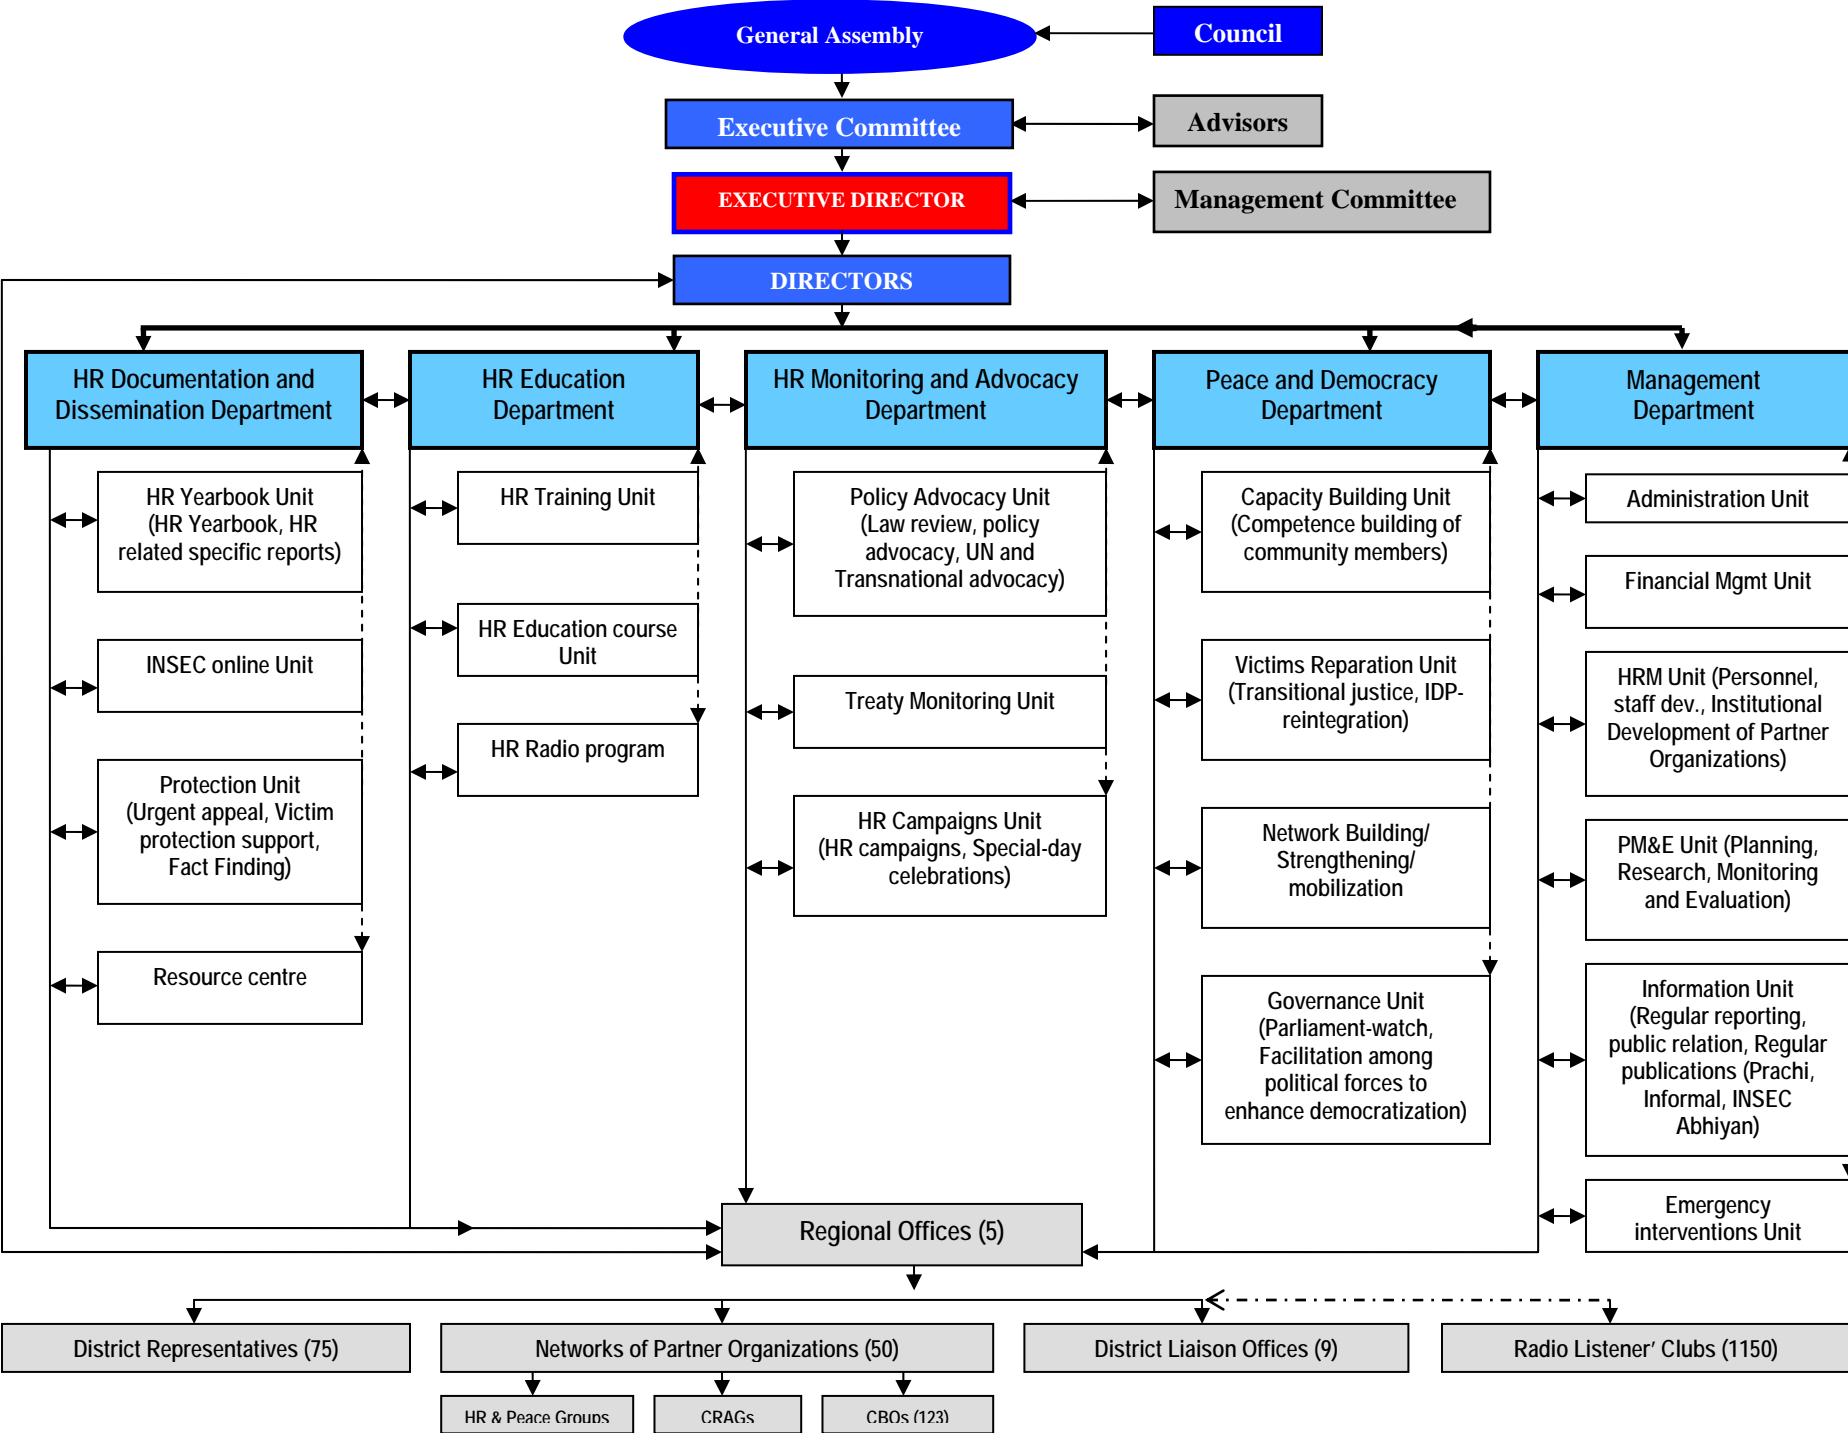 General Assembly
Council
Executive Committee
Advisors
EXECUTIVE DIRECTOR
Management Committee
DIRECTORS
HR Documentation and
Dissemination Department
HR Education
Department
HR Monitoring and Advocacy
Department
Peace and Democracy
Department
Management
Department
HR Yearbook Unit
(HR Yearbook, HR
related specific reports)
INSEC online Unit
Protection Unit
(Urgent appeal, Victim
protection support,
Fact Finding)
Resource centre
HR Training Unit
HR Education course
Unit
HR Radio program
Policy Advocacy Unit
(Law review, policy
advocacy, UN and
Transnational advocacy)
Treaty Monitoring Unit
HR Campaigns Unit
(HR campaigns, Special-day
celebrations)
Capacity Building Unit
(Competence building of
community members)
Victims Reparation Unit
(Transitional justice, IDP-
reintegration)
Network Building/
Strengthening/
mobilization
Governance Unit
(Parliament-watch,
Facilitation among
political forces to
enhance democratization)
Administration Unit
Financial Mgmt Unit
HRM Unit (Personnel,
staff dev., Institutional
Development of Partner
Organizations)
PM&E Unit (Planning,
Research, Monitoring
and Evaluation)
Information Unit
(Regular reporting,
public relation, Regular
publications (Prachi,
Informal, INSEC
Abhiyan)
Emergency
interventions Unit
Regional Offices (5)
District Representatives (75)
Networks of Partner Organizations (50)
District Liaison Offices (9)
Radio Listener’ Clubs (1150)
HR & Peace Groups
CRAGs
CBOs (123)